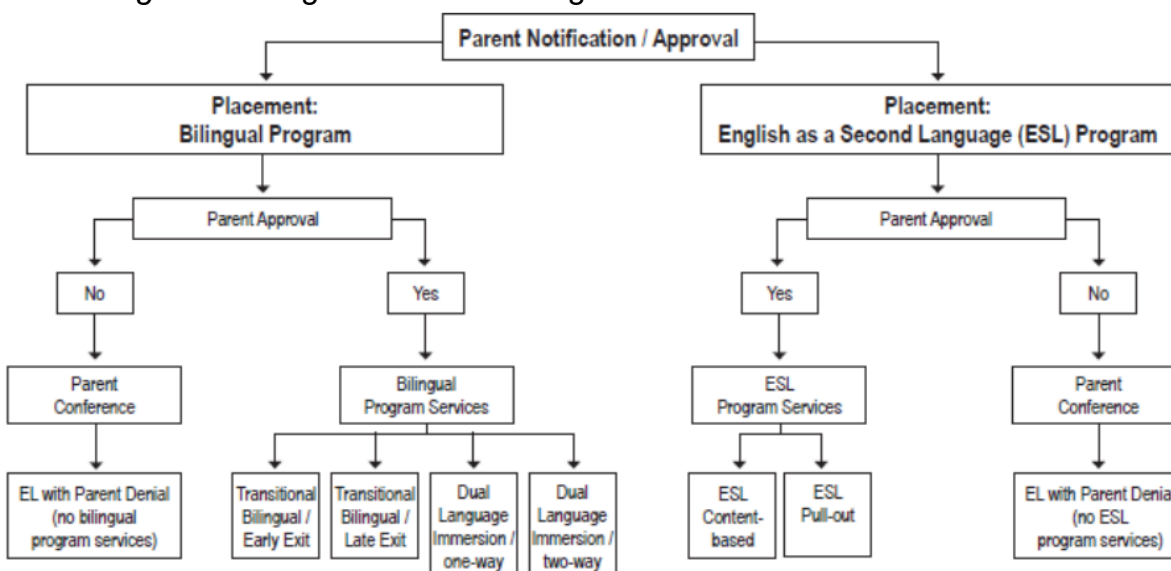 Parent Notification / Approval
Placement:
Bilingual Program
Placement:
English as a Second Language (ESL) Program
Parent Approval
Parent Approval
No
Yes
Yes
No
Parent
Conference
Bilingual
Program Services
ESL
Program Services
Parent
Conference
EL with Parent Denial
(no bilingual
program services)
Transitional
Bilingual /
Early Exit
Transitional
Bilingual /
Late Exit
Dual
Language
Immersion /
one-way
Dual
Language
Immersion /
two-way
ESL
Content-
based
ESL
Pull-out
EL with Parent Denial
(no ESL
program services)